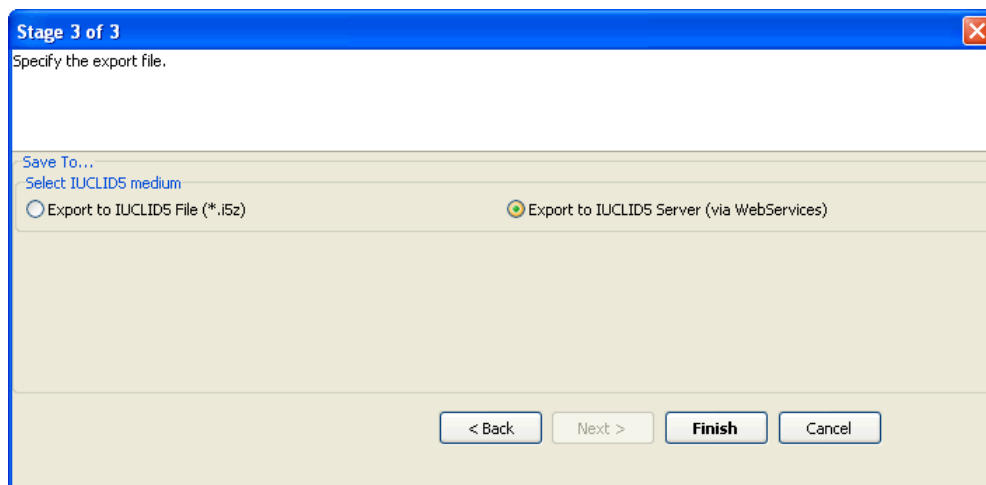 Stage 3 of 3
Specify the export file.
Save To...
Select IUCLID5 medium
Export to IUCLID5 File (*.i5z) Export to IUCLID5 Server (via WebServices)
< Back Next > Finish Cancel